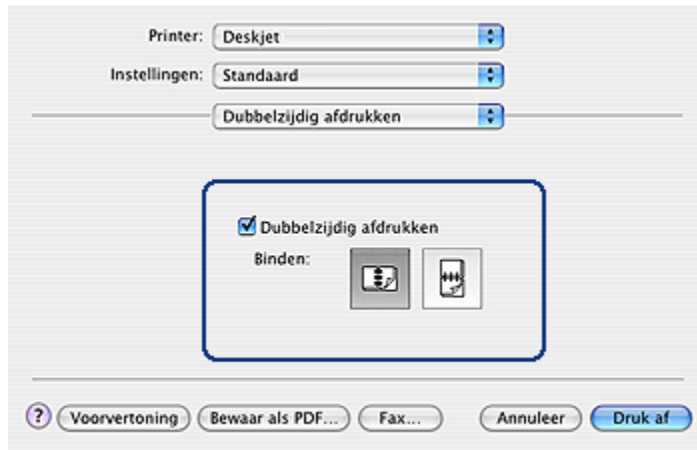 Printer: Deskjet
Instellingen: Standaard
Dubbelzijdig afdrukken
Dubbelzijdig afdrukken
Binden:
? Voorvertoning Bewaar als PDF... Fax... Annuleer Druk af